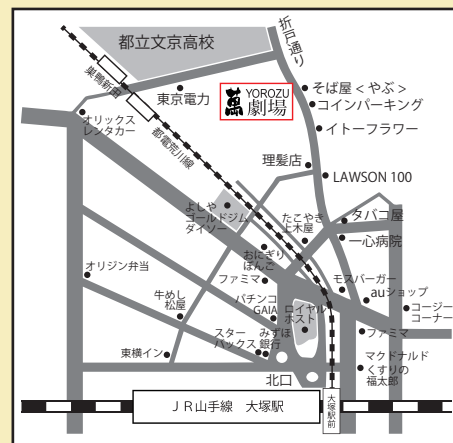 都立文京高校
折戸通り
巣鴨新田
東京電力
萬
YOROZU
劇場
そば屋<やぶ>
コインパーキング
イトーフラワー
オリックス
レンタカー
都電荒川線
理髪店
LAWSON 100
よしや
ゴールドジム
ダイソー
たこやき
上木屋
タバコ屋
一心病院
おにぎり
ぼんご
オリジン弁当
ファミマ
モスバーガー
auショップ
牛めし
松屋
パチンコ
GAIA
ロイヤル
ホスト
コージー
コーナー
スター
バックス
みずほ
銀行
ファミマ
東横イン
マクドナルド
くすりの
福太郎
北口
JR山手線 大塚駅
大塚駅前